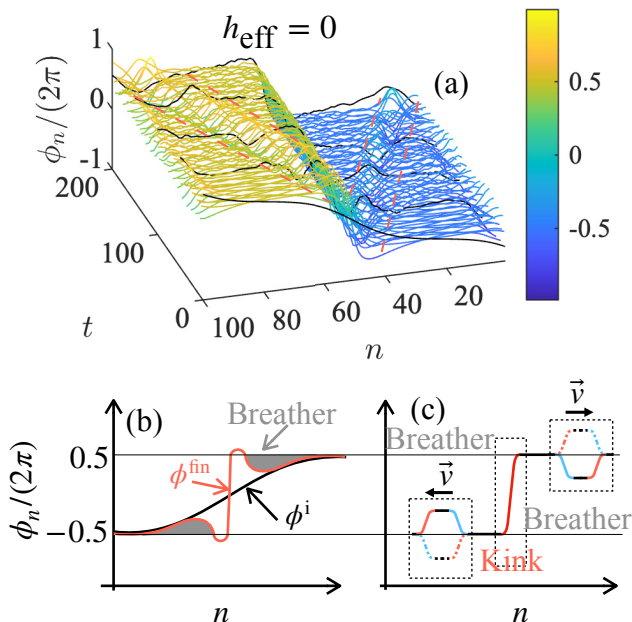 h_eff = 0
(a)
ϕ_n/(2π)
1
0
-1
200
100
0
t
100
80
60
40
20
n
0.5
0
-0.5
(b)
Breather
ϕ^fin
ϕ^i
ϕ_n/(2π)
0.5
−0.5
n
(c)
v⃗
Breather
v⃗
Breather
Kink
n